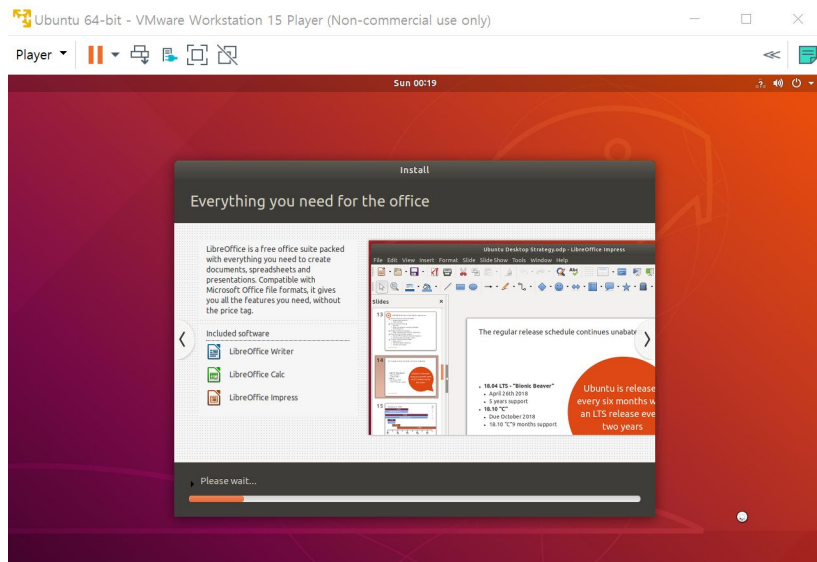 Ubuntu 64-bit - VMware Workstation 15 Player (Non-commercial use only)
Player
Sun 00:19
Install
Everything you need for the office
LibreOffice is a free office suite packed
with everything you need to create
documents, spreadsheets and
presentations. Compatible with
Microsoft Office file formats, it gives
you all the features you need, without
the price tag.
Included software
LibreOffice Writer
LibreOffice Calc
LibreOffice Impress
Ubuntu Desktop Strategy.odp - LibreOffice Impress
File Edit View Insert Format Slide Slide Show Tools Window Help
Slides
13
14
15
The regular release schedule continues unabate
18.04 LTS - "Bionic Beaver"
April 26th 2018
5 years support
18.10 "C"
Due October 2018
18.10 "C"9 months support
Ubuntu is release
every six months w
an LTS release eve
two years
Please wait...